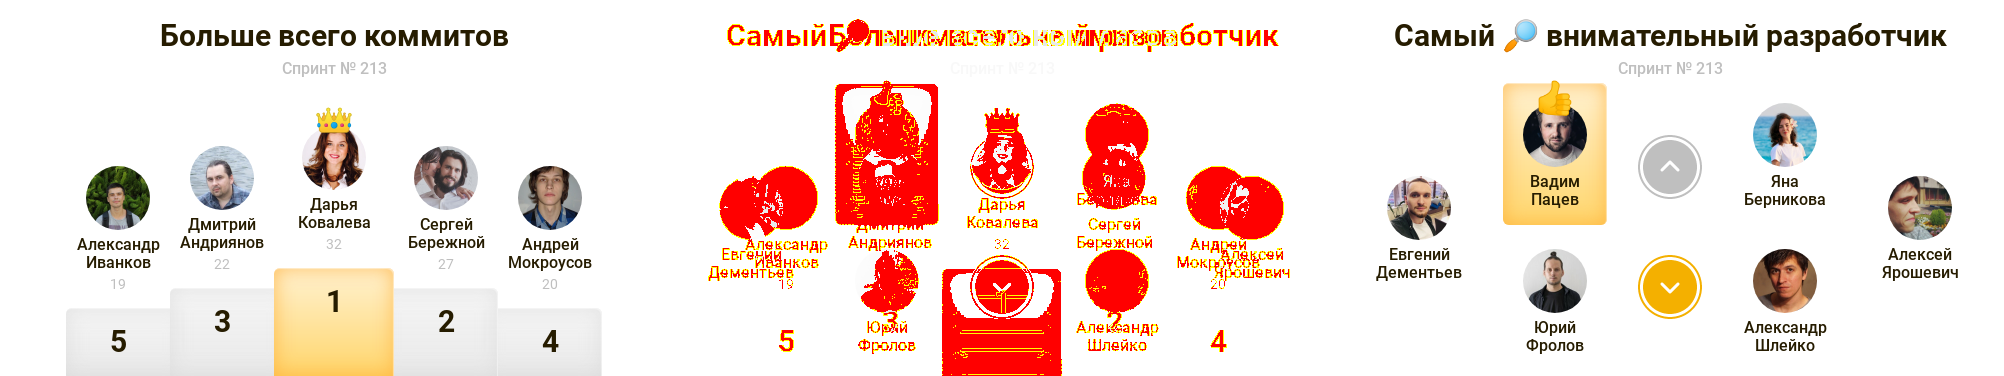 Больше всего коммитов
Спринт № 213
Александр
Иванков
19
Дмитрий
Андриянов
22
Дарья
Ковалева
32
Сергей
Бережной
27
Андрей
Мокроусов
20
5
3
1
2
4
Самый
разработчик
Спринт № 213
Евгений
Дементьев
Александр
Иванков
19
Дмитрий
Андриянов
Дарья
Ковалева
32
Яна
Берникова
Сергей
Бережной
Андрей
Мокроусов
20
Алексей
Ярошевич
5
3
Юрий
Фролов
2
Александр
Шлейко
4
Самый 🔎 внимательный разработчик
Спринт № 213
Евгений
Дементьев
Вадим
Пацев
Яна
Берникова
Алексей
Ярошевич
Юрий
Фролов
Александр
Шлейко